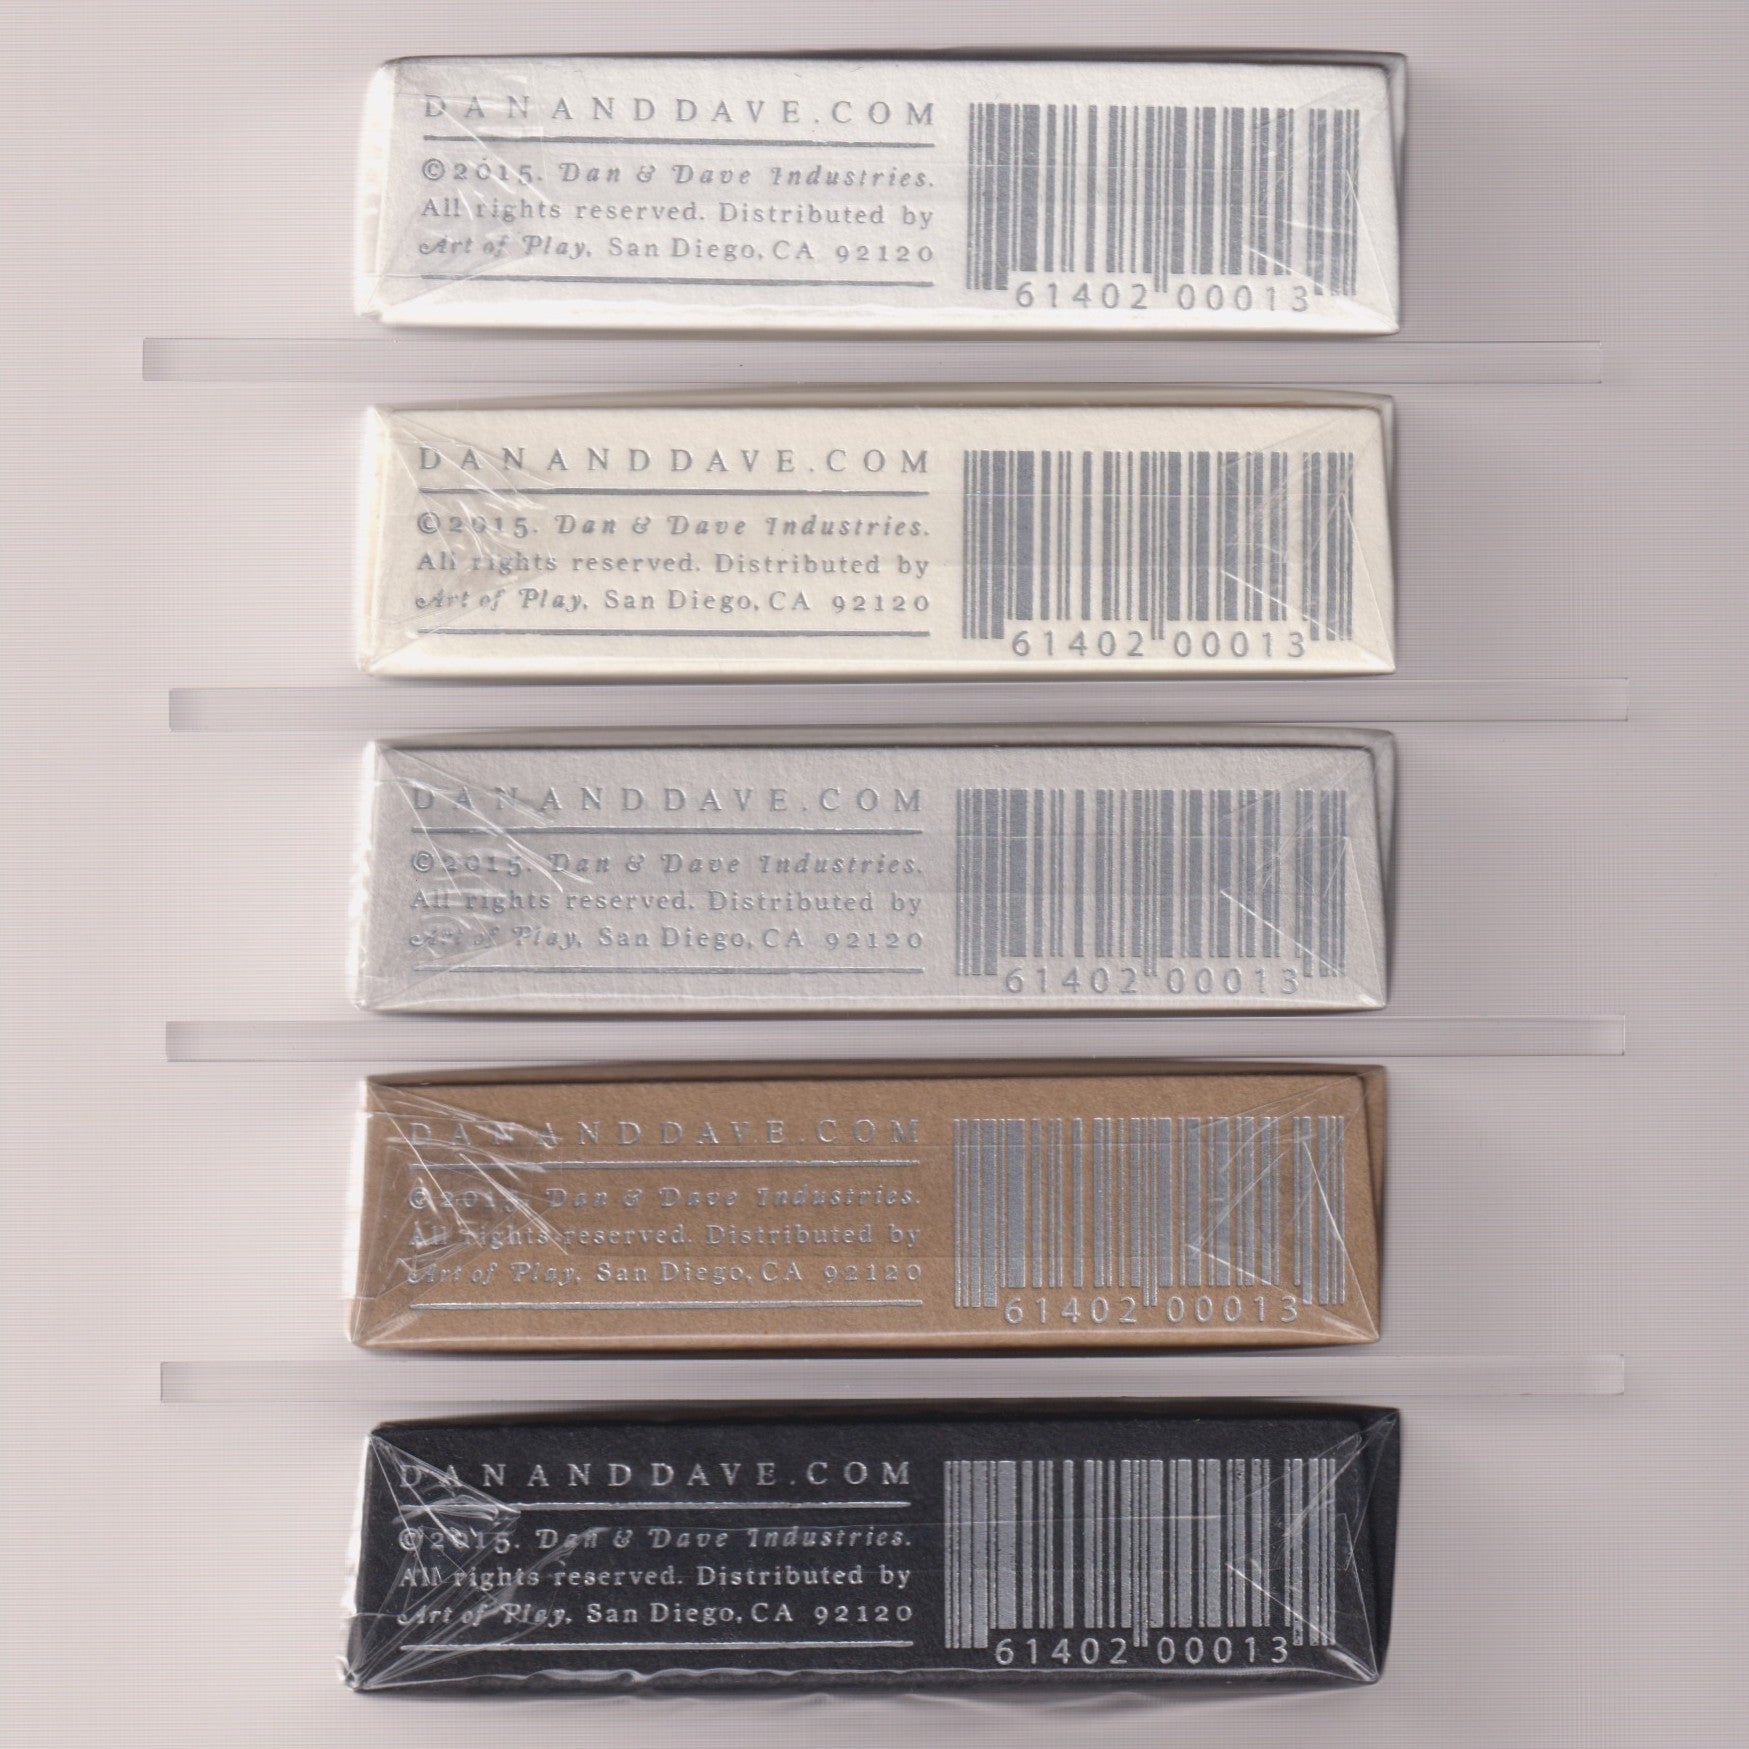 DANANDDAVE.COM
©2015. Dan & Dave Industries.
All rights reserved. Distributed by
Art of Play, San Diego, CA 92120
61402 00013
DANANDDAVE.COM
©2015. Dan & Dave Industries.
All rights reserved. Distributed by
Art of Play, San Diego, CA 92120
61402 00013
DANANDDAVE.COM
©2015. Dan & Dave Industries.
All rights reserved. Distributed by
Art of Play, San Diego, CA 92120
61402 00013
DANANDDAVE.COM
©2015. Dan & Dave Industries.
All rights reserved. Distributed by
Art of Play, San Diego, CA 92120
61402 00013
DANANDDAVE.COM
©2015. Dan & Dave Industries.
All rights reserved. Distributed by
Art of Play, San Diego, CA 92120
61402 00013